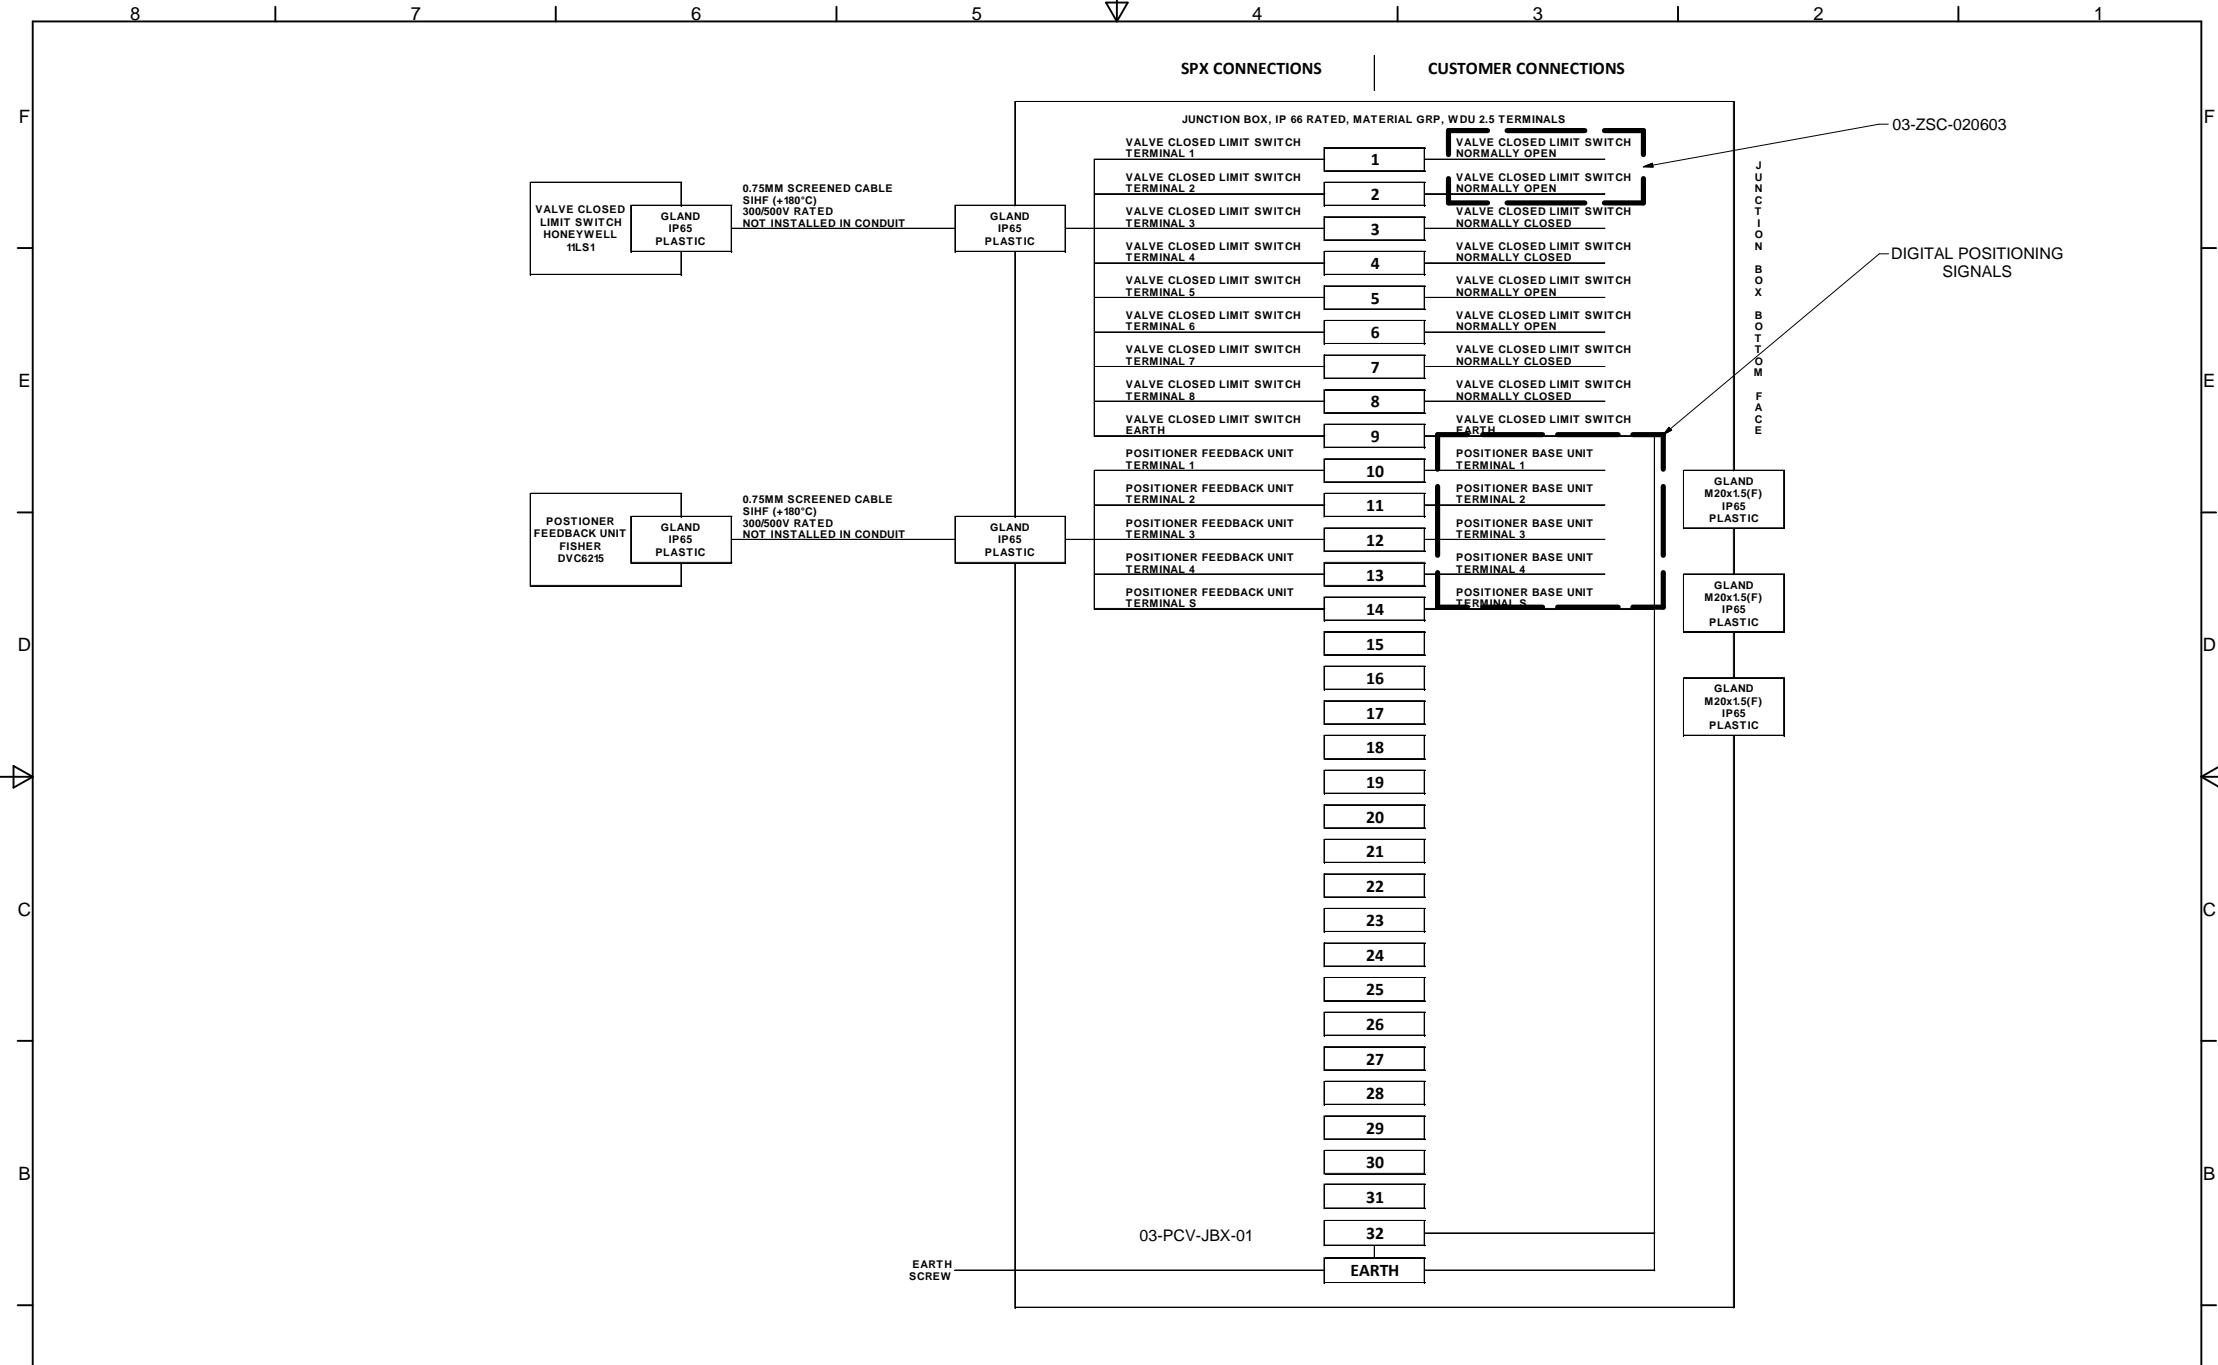 8 7 6 5 4 3 2 1
SPX CONNECTIONS
CUSTOMER CONNECTIONS
F
F
JUNCTION BOX, IP 66 RATED, MATERIAL GRP, WDU 2.5 TERMINALS
03-ZSC-020603
VALVE CLOSED LIMIT SWITCH
TERMINAL 1
1
VALVE CLOSED LIMIT SWITCH
NORMALLY OPEN
VALVE CLOSED LIMIT SWITCH
TERMINAL 2
2
VALVE CLOSED LIMIT SWITCH
NORMALLY OPEN
VALVE CLOSED
LIMIT SWITCH
HONEYWELL
11LS1
GLAND
IP65
PLASTIC
0.75MM SCREENED CABLE
SIHF (+180°C)
300/500V RATED
NOT INSTALLED IN CONDUIT
GLAND
IP65
PLASTIC
VALVE CLOSED LIMIT SWITCH
TERMINAL 3
3
VALVE CLOSED LIMIT SWITCH
NORMALLY CLOSED
VALVE CLOSED LIMIT SWITCH
TERMINAL 4
4
VALVE CLOSED LIMIT SWITCH
NORMALLY CLOSED
JUNCTION BOX BOTTOM FACE
DIGITAL POSITIONING
SIGNALS
VALVE CLOSED LIMIT SWITCH
TERMINAL 5
5
VALVE CLOSED LIMIT SWITCH
NORMALLY OPEN
VALVE CLOSED LIMIT SWITCH
TERMINAL 6
6
VALVE CLOSED LIMIT SWITCH
NORMALLY OPEN
VALVE CLOSED LIMIT SWITCH
TERMINAL 7
7
VALVE CLOSED LIMIT SWITCH
NORMALLY CLOSED
E
E
VALVE CLOSED LIMIT SWITCH
TERMINAL 8
8
VALVE CLOSED LIMIT SWITCH
NORMALLY CLOSED
VALVE CLOSED LIMIT SWITCH
EARTH
9
VALVE CLOSED LIMIT SWITCH
EARTH
POSITIONER FEEDBACK UNIT
TERMINAL 1
10
POSITIONER BASE UNIT
TERMINAL 1
POSITIONER FEEDBACK UNIT
TERMINAL 2
11
POSITIONER BASE UNIT
TERMINAL 2
GLAND
M20x1.5(F)
IP65
PLASTIC
POSTIONER
FEEDBACK UNIT
FISHER
DVC6215
GLAND
IP65
PLASTIC
0.75MM SCREENED CABLE
SIHF (+180°C)
300/500V RATED
NOT INSTALLED IN CONDUIT
GLAND
IP65
PLASTIC
POSITIONER FEEDBACK UNIT
TERMINAL 3
12
POSITIONER BASE UNIT
TERMINAL 3
POSITIONER FEEDBACK UNIT
TERMINAL 4
13
POSITIONER BASE UNIT
TERMINAL 4
POSITIONER FEEDBACK UNIT
TERMINAL S
14
POSITIONER BASE UNIT
TERMINAL S
GLAND
M20x1.5(F)
IP65
PLASTIC
D
D
15
16
17
GLAND
M20x1.5(F)
IP65
PLASTIC
18
19
20
21
22
C
C
23
24
25
26
27
28
29
30
B
B
31
03-PCV-JBX-01
32
EARTH
SCREW
EARTH